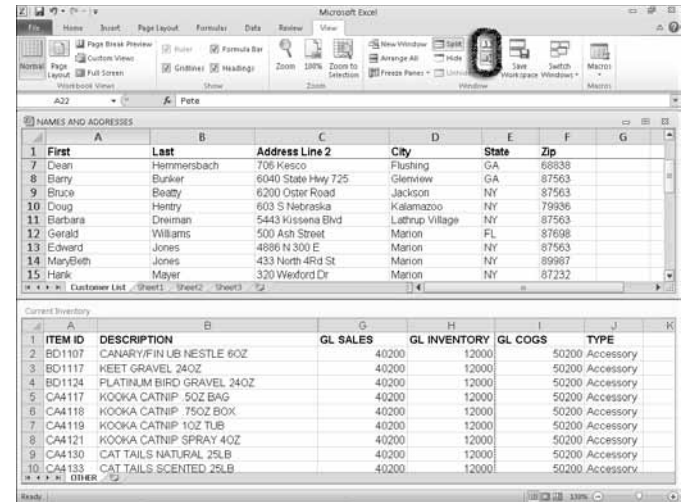 Microsoft Excel
File Home Insert Page Layout Formulas Data Review View
Normal Page Layout Page Break Preview Custom Views Full Screen Ruler Formula Bar Gridlines Headings Zoom 100% Zoom to Selection New Window Arrange All Freeze Panes Split Hide Unhide Save Workspace Switch Windows Macros
Workbook Views Show Zoom Window Macros
A22 fx Pete
NAMES AND ADDRESSES
A B C D E F G
1 First Last Address Line 2 City State Zip
7 Dean Hemmersbach 706 Kesco Flushing GA 68838
8 Barry Bunker 6040 State Hwy 725 Glenview GA 87563
9 Bruce Beatty 6200 Oster Road Jackson NY 87563
10 Doug Hentry 603 S Nebraska Kalamazoo NY 79936
11 Barbara Dreiman 5443 Kissena Blvd Lathrup Village NY 87563
12 Gerald Williams 500 Ash Street Marion FL 87698
13 Edward Jones 4886 N 300 E Marion NY 87563
14 MaryBeth Jones 433 North 4Rd St Marion NY 89987
15 Hank Mayer 320 Wexford Dr Marion NY 87232
Customer List Sheet1 Sheet2 Sheet3
Current Inventory
A B G H I J K
1 ITEM ID DESCRIPTION GL SALES GL INVENTORY GL COGS TYPE
2 BD1107 CANARY/FIN UB NESTLE 6OZ 40200 12000 50200 Accessory
3 BD1117 KEET GRAVEL 24OZ 40200 12000 50200 Accessory
4 BD1124 PLATINUM BIRD GRAVEL 24OZ 40200 12000 50200 Accessory
5 CA4117 KOOKA CATNIP .5OZ BAG 40200 12000 50200 Accessory
6 CA4118 KOOKA CATNIP .75OZ BOX 40200 12000 50200 Accessory
7 CA4119 KOOKA CATNIP 1OZ TUB 40200 12000 50200 Accessory
8 CA4121 KOOKA CATNIP SPRAY 4OZ 40200 12000 50200 Accessory
9 CA4130 CAT TAILS NATURAL 25LB 40200 12000 50200 Accessory
10 CA4133 CAT TAILS SCENTED 25LB 40200 12000 50200 Accessory
OTHER
Ready 130%